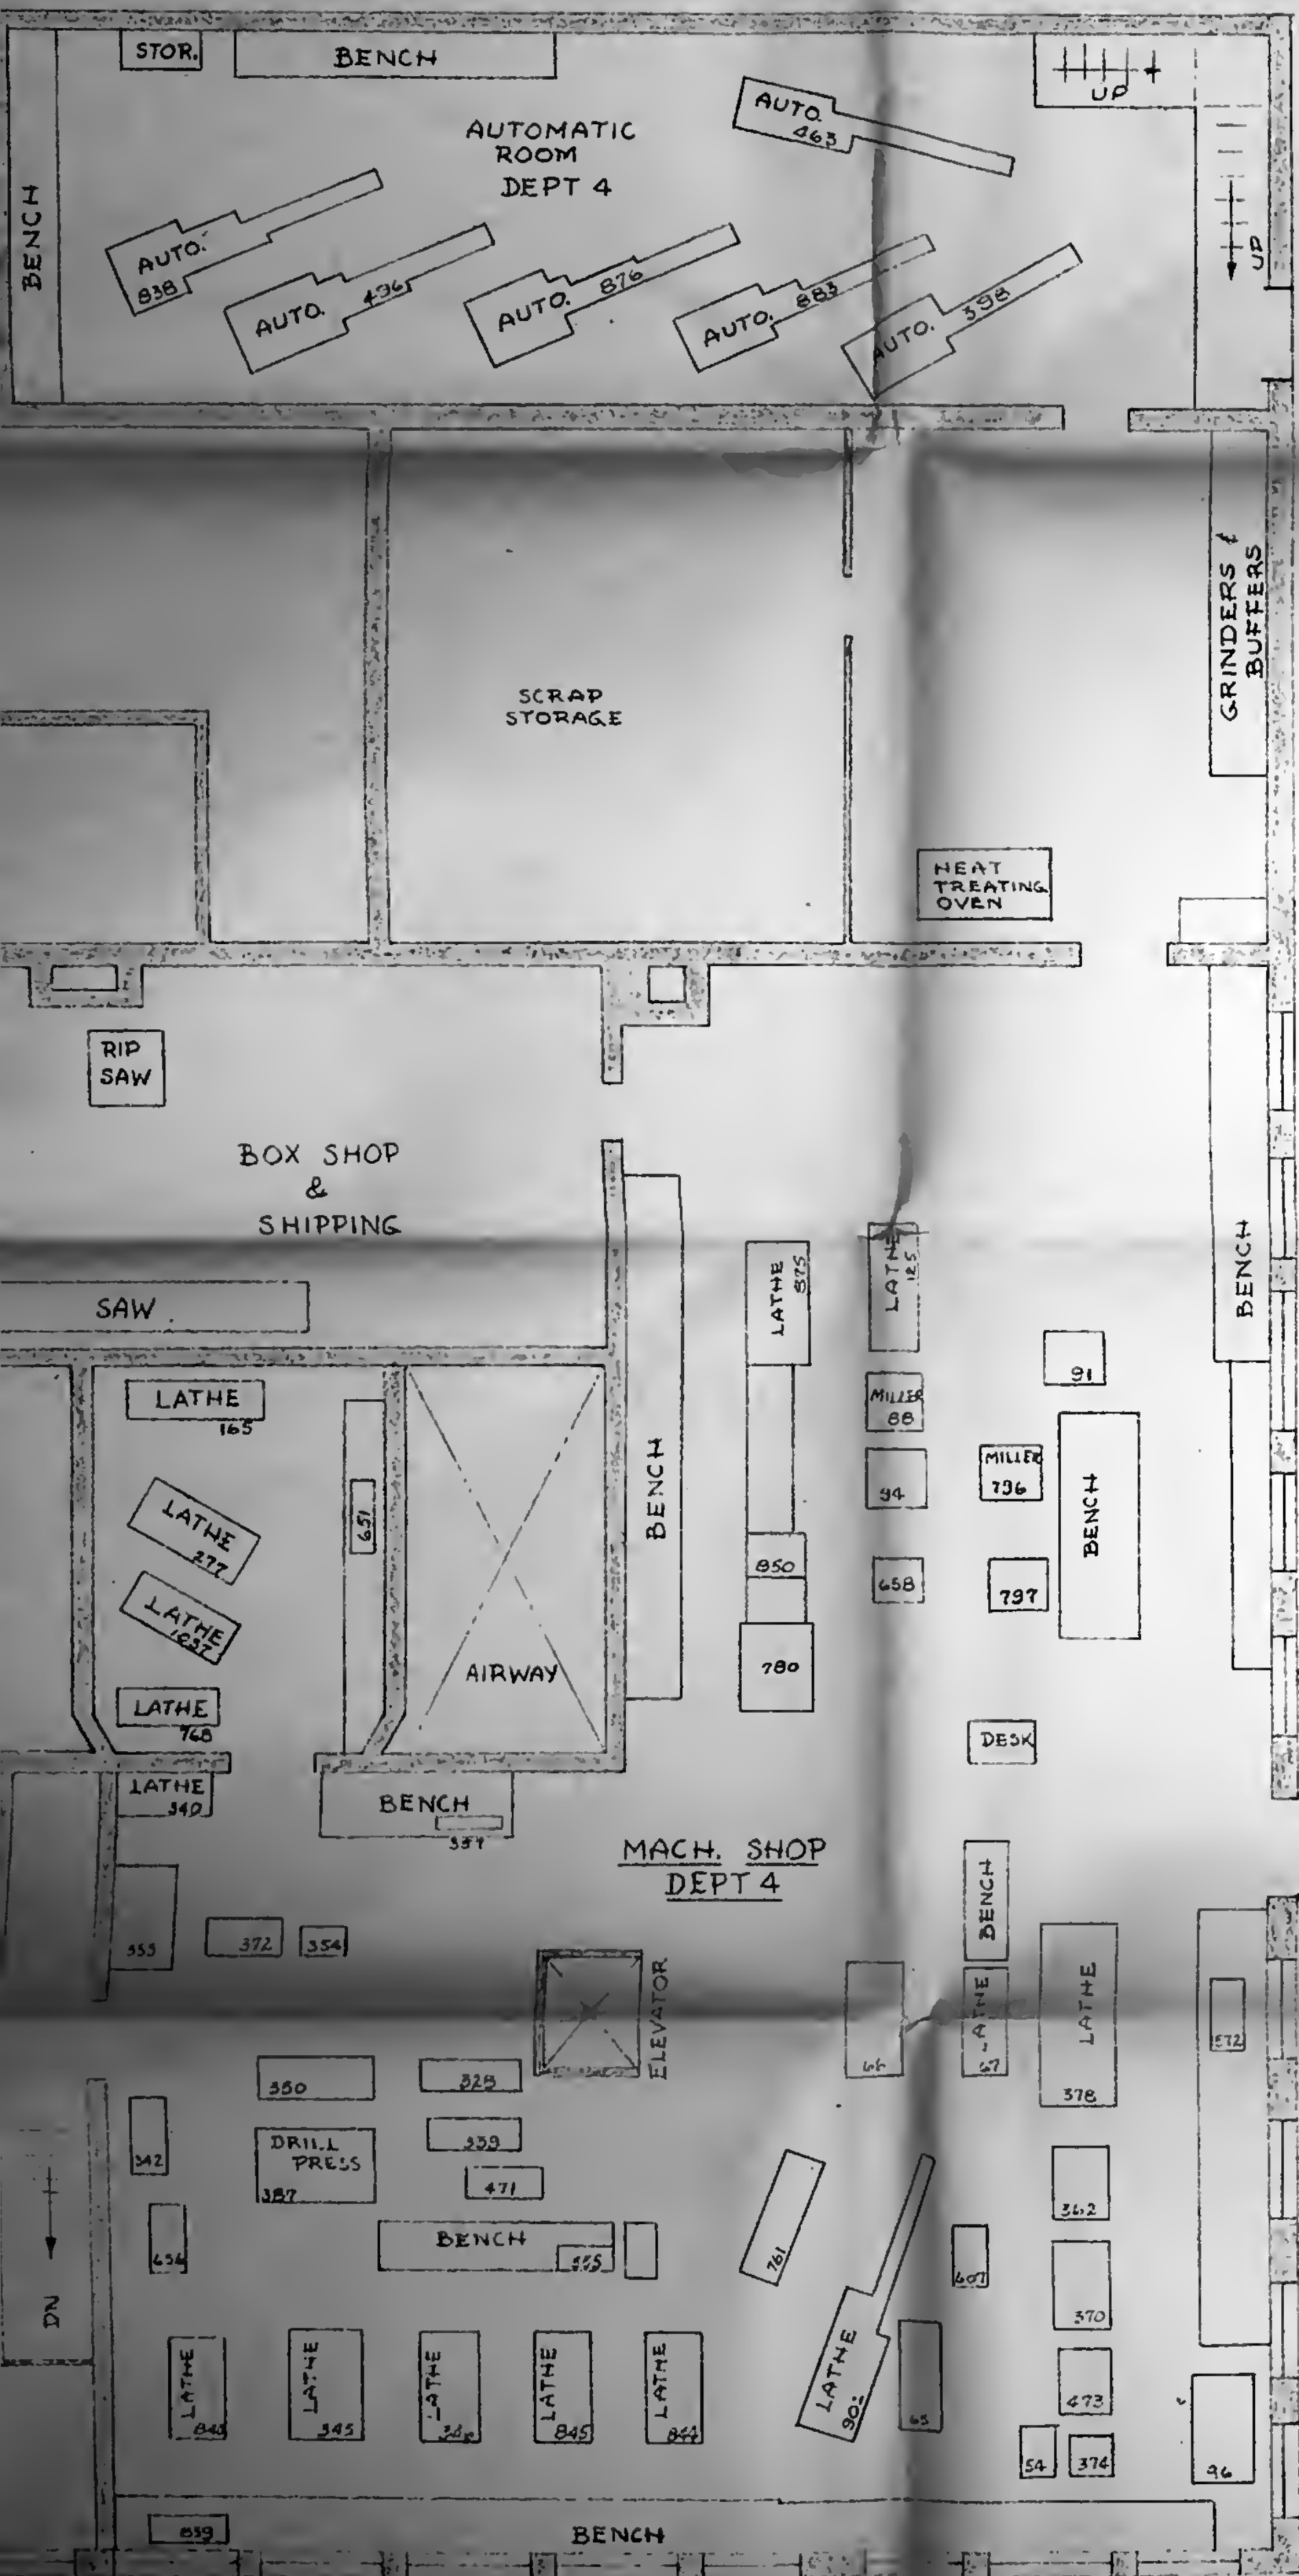 STOR.
BENCH
UP
AUTO.
463
AUTOMATIC
ROOM
DEPT 4
BENCH
UP
AUTO.
838
AUTO.
496
AUTO.
876
AUTO.
883
AUTO.
398
GRINDERS &
BUFFERS
SCRAP
STORAGE
HEAT
TREATING
OVEN
RIP
SAW
BOX SHOP
&
SHIPPING
SAW
BENCH
LATHE
875
LATHE
125
BENCH
91
LATHE
165
MILLER
88
94
MILLER
796
BENCH
LATHE
277
651
850
658
797
LATHE
AIRWAY
780
LATHE
768
DESK
LATHE
340
BENCH
MACH. SHOP
DEPT 4
BENCH
372
354
ELEVATOR
LATHE
67
LATHE
378
572
350
328
342
DRILL
PRESS
387
339
471
362
BENCH
761
607
370
DN
LATHE
LATHE
345
LATHE
LATHE
845
LATHE
844
LATHE
65
473
54
374
96
859
BENCH